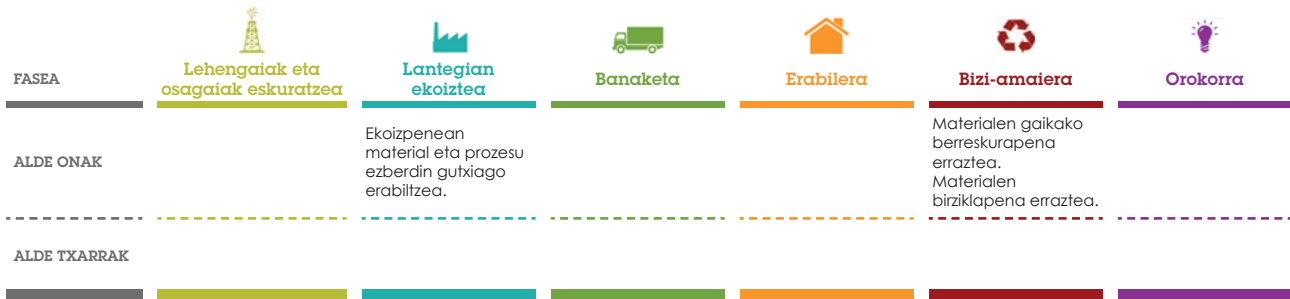 FASEA
Lehengaiak eta
osagaiak eskuratzea
Lantegian
ekoiztea
Banaketa
Erabilera
Bizi-amaiera
Orokorra
ALDE ONAK
Ekoizpenean
material eta prozesu
ezberdin gutxiago
erabiltzea.
Materialen gaikako
berreskurapena
erraztea.
Materialen
birziklapena erraztea.
ALDE TXARRAK